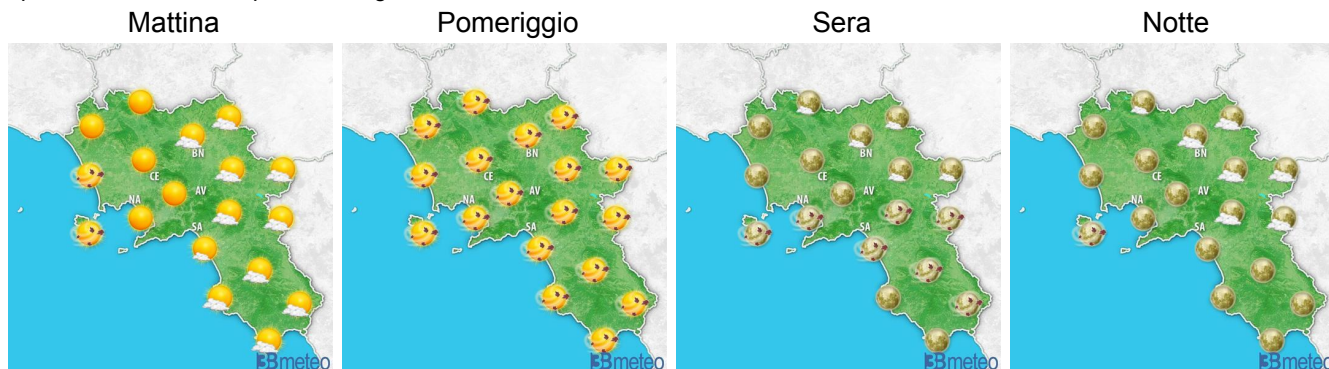 Mattina Pomeriggio Sera Notte
BN
CE
AV
NA
SA
3Bmeteo
BN
CE
AV
NA
SA
3Bmeteo
BN
CE
AV
NA
SA
3Bmeteo
BN
CE
AV
NA
SA
3Bmeteo